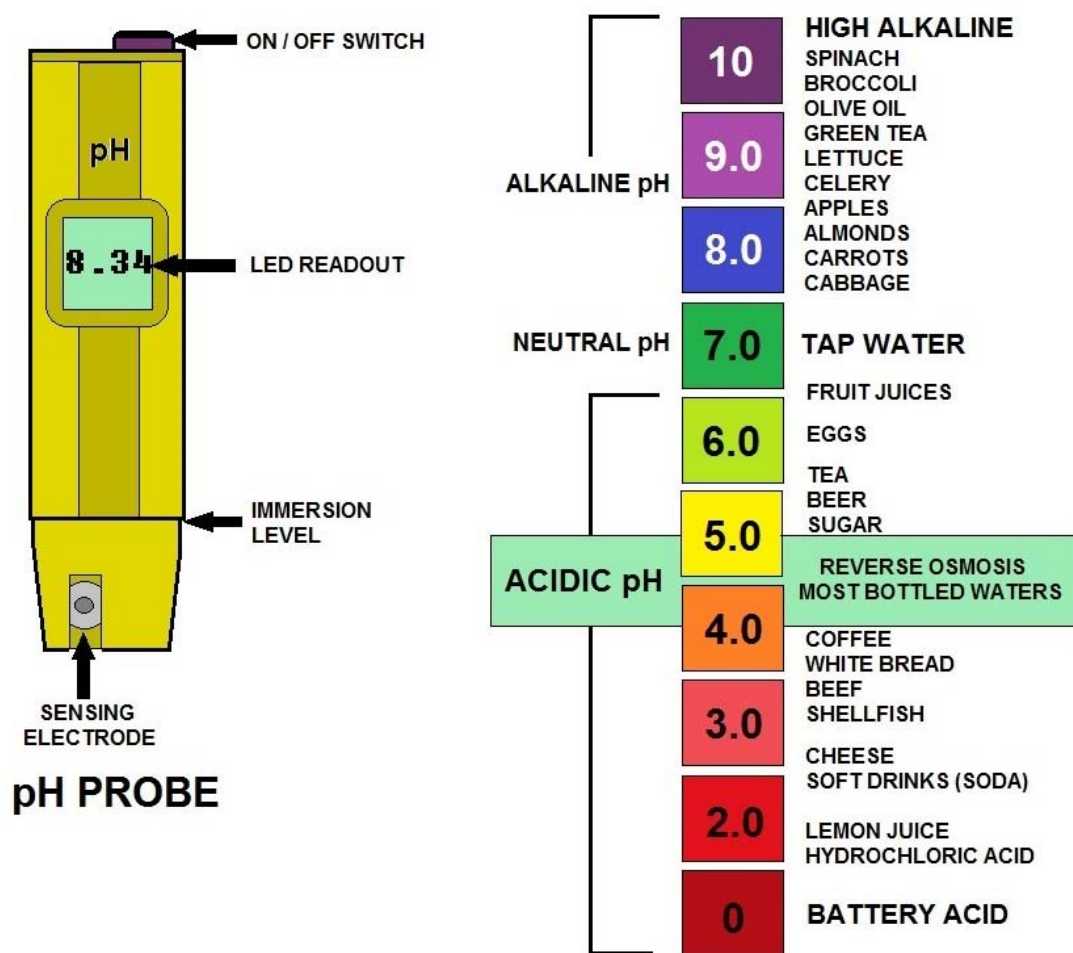 ON / OFF SWITCH
pH
8.34
LED READOUT
IMMERSION
LEVEL
SENSING
ELECTRODE
pH PROBE
ALKALINE pH
NEUTRAL pH
ACIDIC pH
10
9.0
8.0
7.0
6.0
5.0
4.0
3.0
2.0
0
HIGH ALKALINE
SPINACH
BROCCOLI
OLIVE OIL
GREEN TEA
LETTUCE
CELERY
APPLES
ALMONDS
CARROTS
CABBAGE
TAP WATER
FRUIT JUICES
EGGS
TEA
BEER
SUGAR
REVERSE OSMOSIS
MOST BOTTLED WATERS
COFFEE
WHITE BREAD
BEEF
SHELLFISH
CHEESE
SOFT DRINKS (SODA)
LEMON JUICE
HYDROCHLORIC ACID
BATTERY ACID